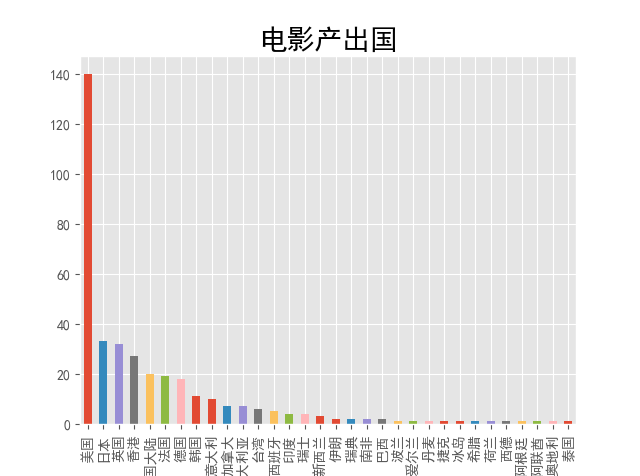 电影产出国
140
120
100
80
60
40
20
0
美国
日本
英国
香港
国大陆
法国
德国
韩国
意大利
加拿大
大利亚
台湾
西班牙
印度
瑞士
新西兰
伊朗
瑞典
南非
巴西
波兰
爱尔兰
丹麦
捷克
冰岛
希腊
荷兰
西德
阿根廷
阿联酋
奥地利
泰国